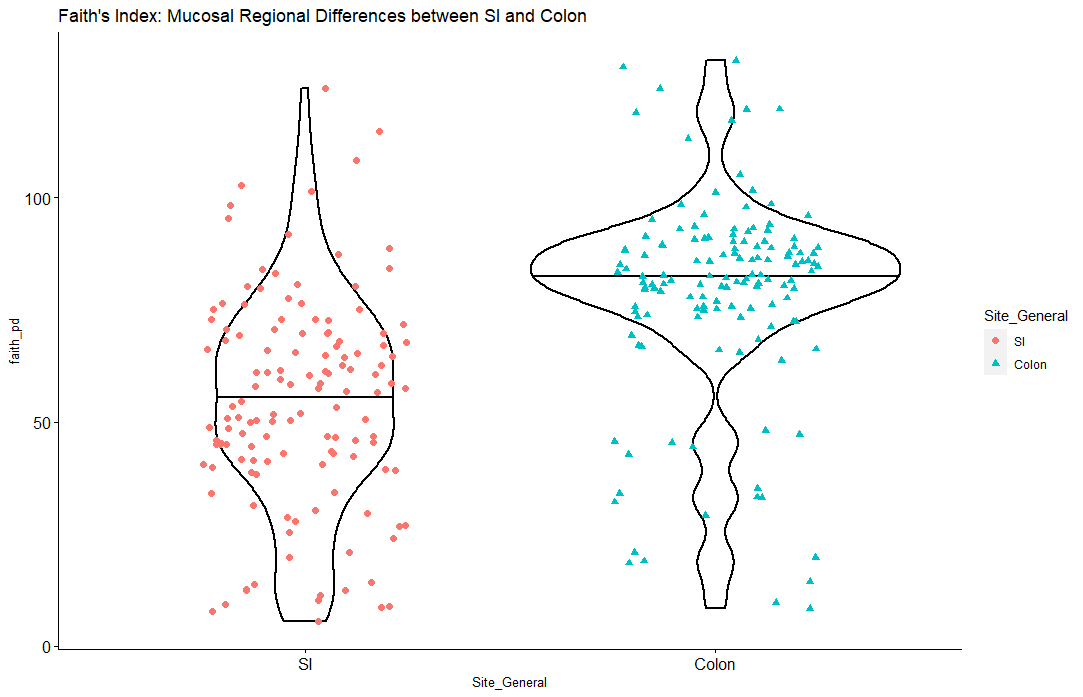 Faith's Index: Mucosal Regional Differences between SI and Colon
faith_pd
100
50
0
SI
Colon
Site_General
Site_General
SI
Colon